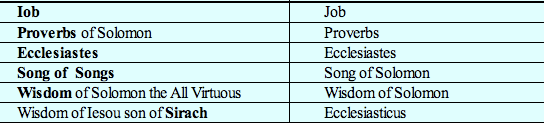 Iob Job
Proverbs of Solomon Proverbs
Ecclesiastes Ecclesiastes
Song of Songs Song of Solomon
Wisdom of Solomon the All Virtuous Wisdom of Solomon
Wisdom of Iesou son of Sirach Ecclesiasticus